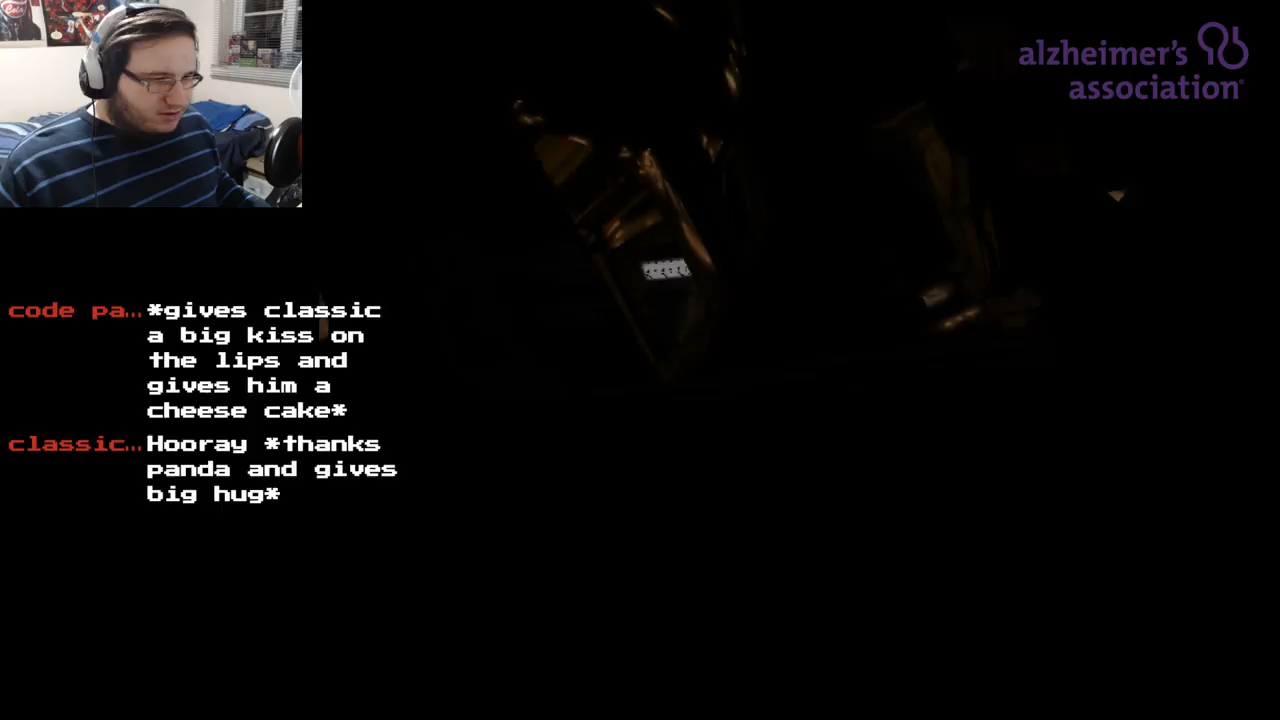 alzheimer's
association
code pa… *gives classic
a big kiss on
the lips and
gives him a
cheese cake*
classic… Hooray *thanks
panda and gives
big hug*